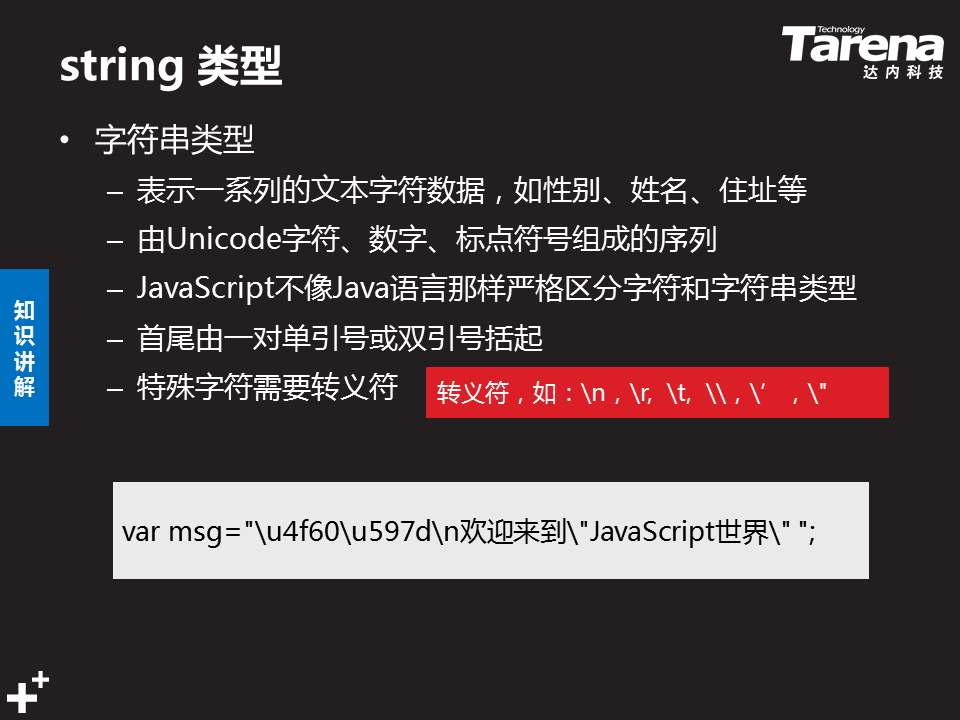 Technology
Tarena
达内科技
string 类型
• 字符串类型
– 表示一系列的文本字符数据，如性别、姓名、住址等
– 由Unicode字符、数字、标点符号组成的序列
– JavaScript不像Java语言那样严格区分字符和字符串类型
– 首尾由一对单引号或双引号括起
– 特殊字符需要转义符
转义符，如：\n，\r, \t, \\，\’ ，\"
知识讲解
var msg="\u4f60\u597d\n欢迎来到\"JavaScript世界\" ";